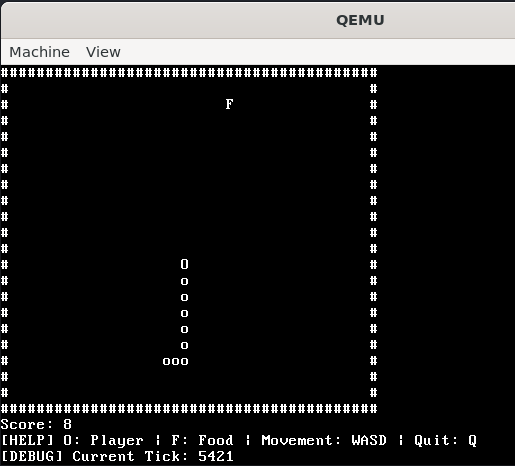 QEMU
Machine View
##########################################
#                                        #
#                        F               #
#                                        #
#                                        #
#                                        #
#                                        #
#                                        #
#                                        #
#                                        #
#                                        #
#                                        #
#                   O                    #
#                   o                    #
#                   o                    #
#                   o                    #
#                   o                    #
#                   o                    #
#                 ooo                    #
#                                        #
#                                        #
##########################################
Score: 8
[HELP] O: Player | F: Food | Movement: WASD | Quit: Q
[DEBUG] Current Tick: 5421